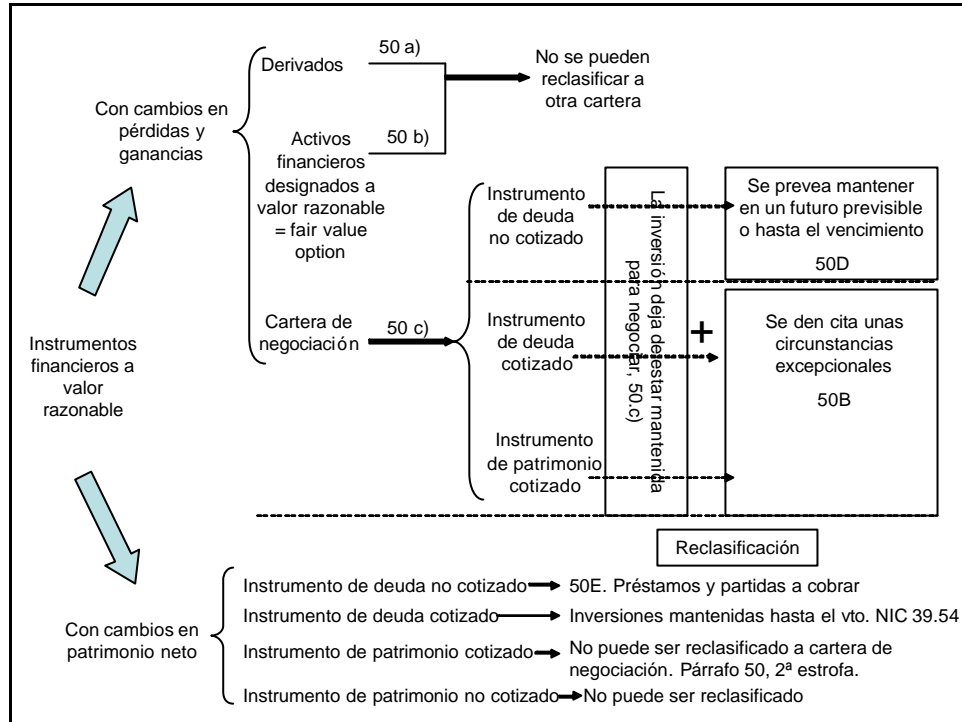 50 a)
Derivados
No se pueden
reclasificar a
otra cartera
Con cambios en
pérdidas y
ganancias
50 b)
Activos
financieros
designados a
valor razonable
= fair value
option
Instrumento
de deuda
no cotizado
La inversión deja de estar mantenida
para negociar, 50.c)
Se prevea mantener
en un futuro previsible
o hasta el vencimiento
50D
Cartera de
negociación
50 c)
Instrumento
de deuda
cotizado
+
Se den cita unas
circunstancias
excepcionales
50B
Instrumentos
financieros a
valor
razonable
Instrumento
de patrimonio
cotizado
Reclasificación
Con cambios en
patrimonio neto
Instrumento de deuda no cotizado
50E. Préstamos y partidas a cobrar
Instrumento de deuda cotizado
Inversiones mantenidas hasta el vto. NIC 39.54
Instrumento de patrimonio cotizado
No puede ser reclasificado a cartera de
negociación. Párrafo 50, 2ª estrofa.
Instrumento de patrimonio no cotizado
No puede ser reclasificado